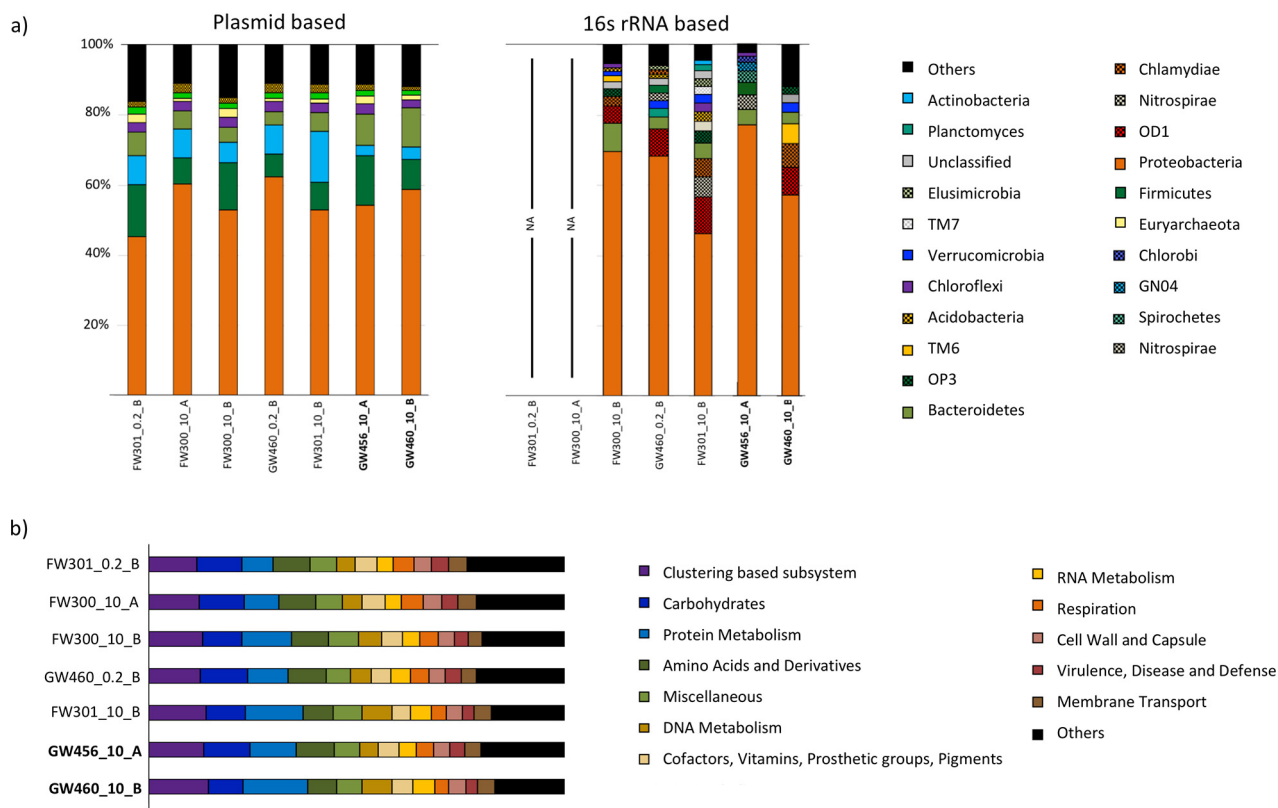 a)
Plasmid based
16s rRNA based
100%
80%
60%
40%
20%
NA
NA
FW301_0.2_B
FW300_10_A
FW300_10_B
GW460_0.2_B
FW301_10_B
GW456_10_A
GW460_10_B
FW301_0.2_B
FW300_10_A
FW300_10_B
GW460_0.2_B
FW301_10_B
GW456_10_A
GW460_10_B
Others
Actinobacteria
Planctomyces
Unclassified
Elusimicrobia
TM7
Verrucomicrobia
Chloroflexi
Acidobacteria
TM6
OP3
Bacteroidetes
Chlamydiae
Nitrospirae
OD1
Proteobacteria
Firmicutes
Euryarchaeota
Chlorobi
GN04
Spirochetes
Nitrospirae
b)
FW301_0.2_B
FW300_10_A
FW300_10_B
GW460_0.2_B
FW301_10_B
GW456_10_A
GW460_10_B
Clustering based subsystem
Carbohydrates
Protein Metabolism
Amino Acids and Derivatives
Miscellaneous
DNA Metabolism
Cofactors, Vitamins, Prosthetic groups, Pigments
RNA Metabolism
Respiration
Cell Wall and Capsule
Virulence, Disease and Defense
Membrane Transport
Others